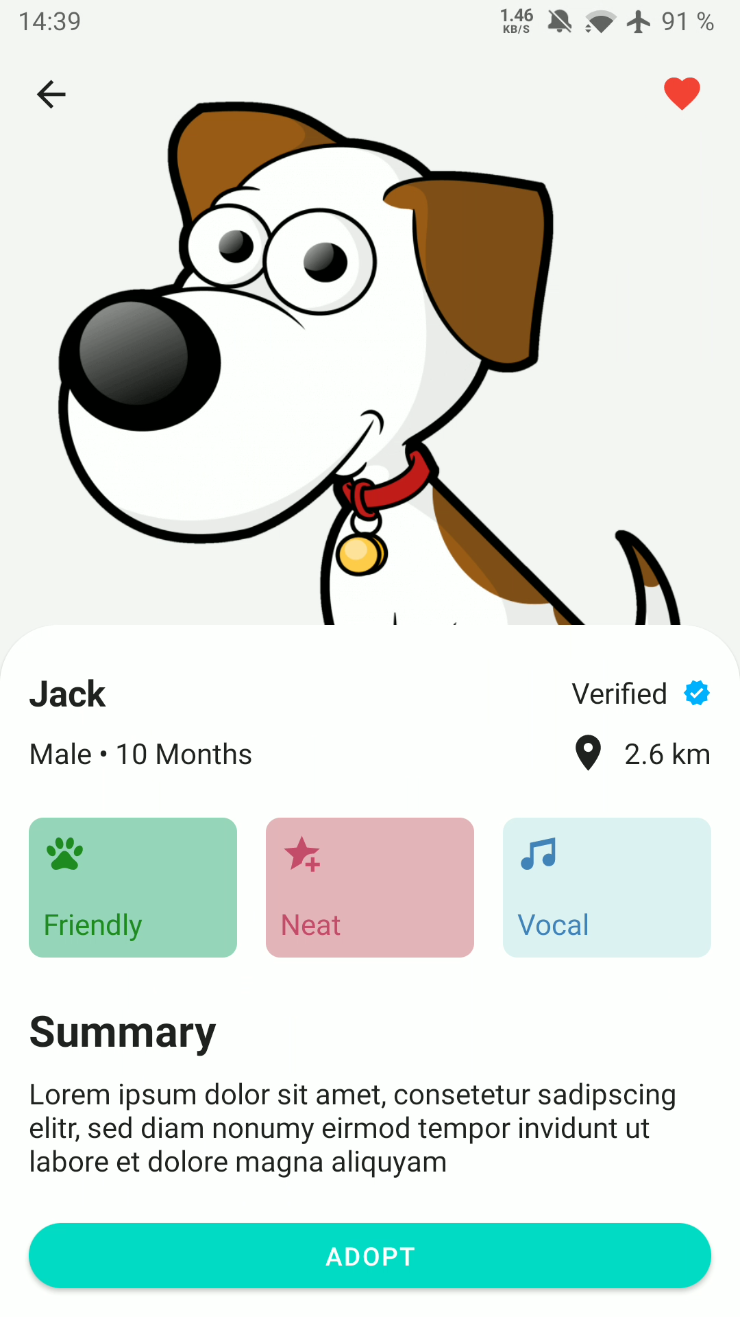 14:39
1.46
KB/S
91 %
Jack
Verified
Male • 10 Months
2.6 km
Friendly
Neat
Vocal
Summary
Lorem ipsum dolor sit amet, consetetur sadipscing
elitr, sed diam nonumy eirmod tempor invidunt ut
labore et dolore magna aliquyam
ADOPT